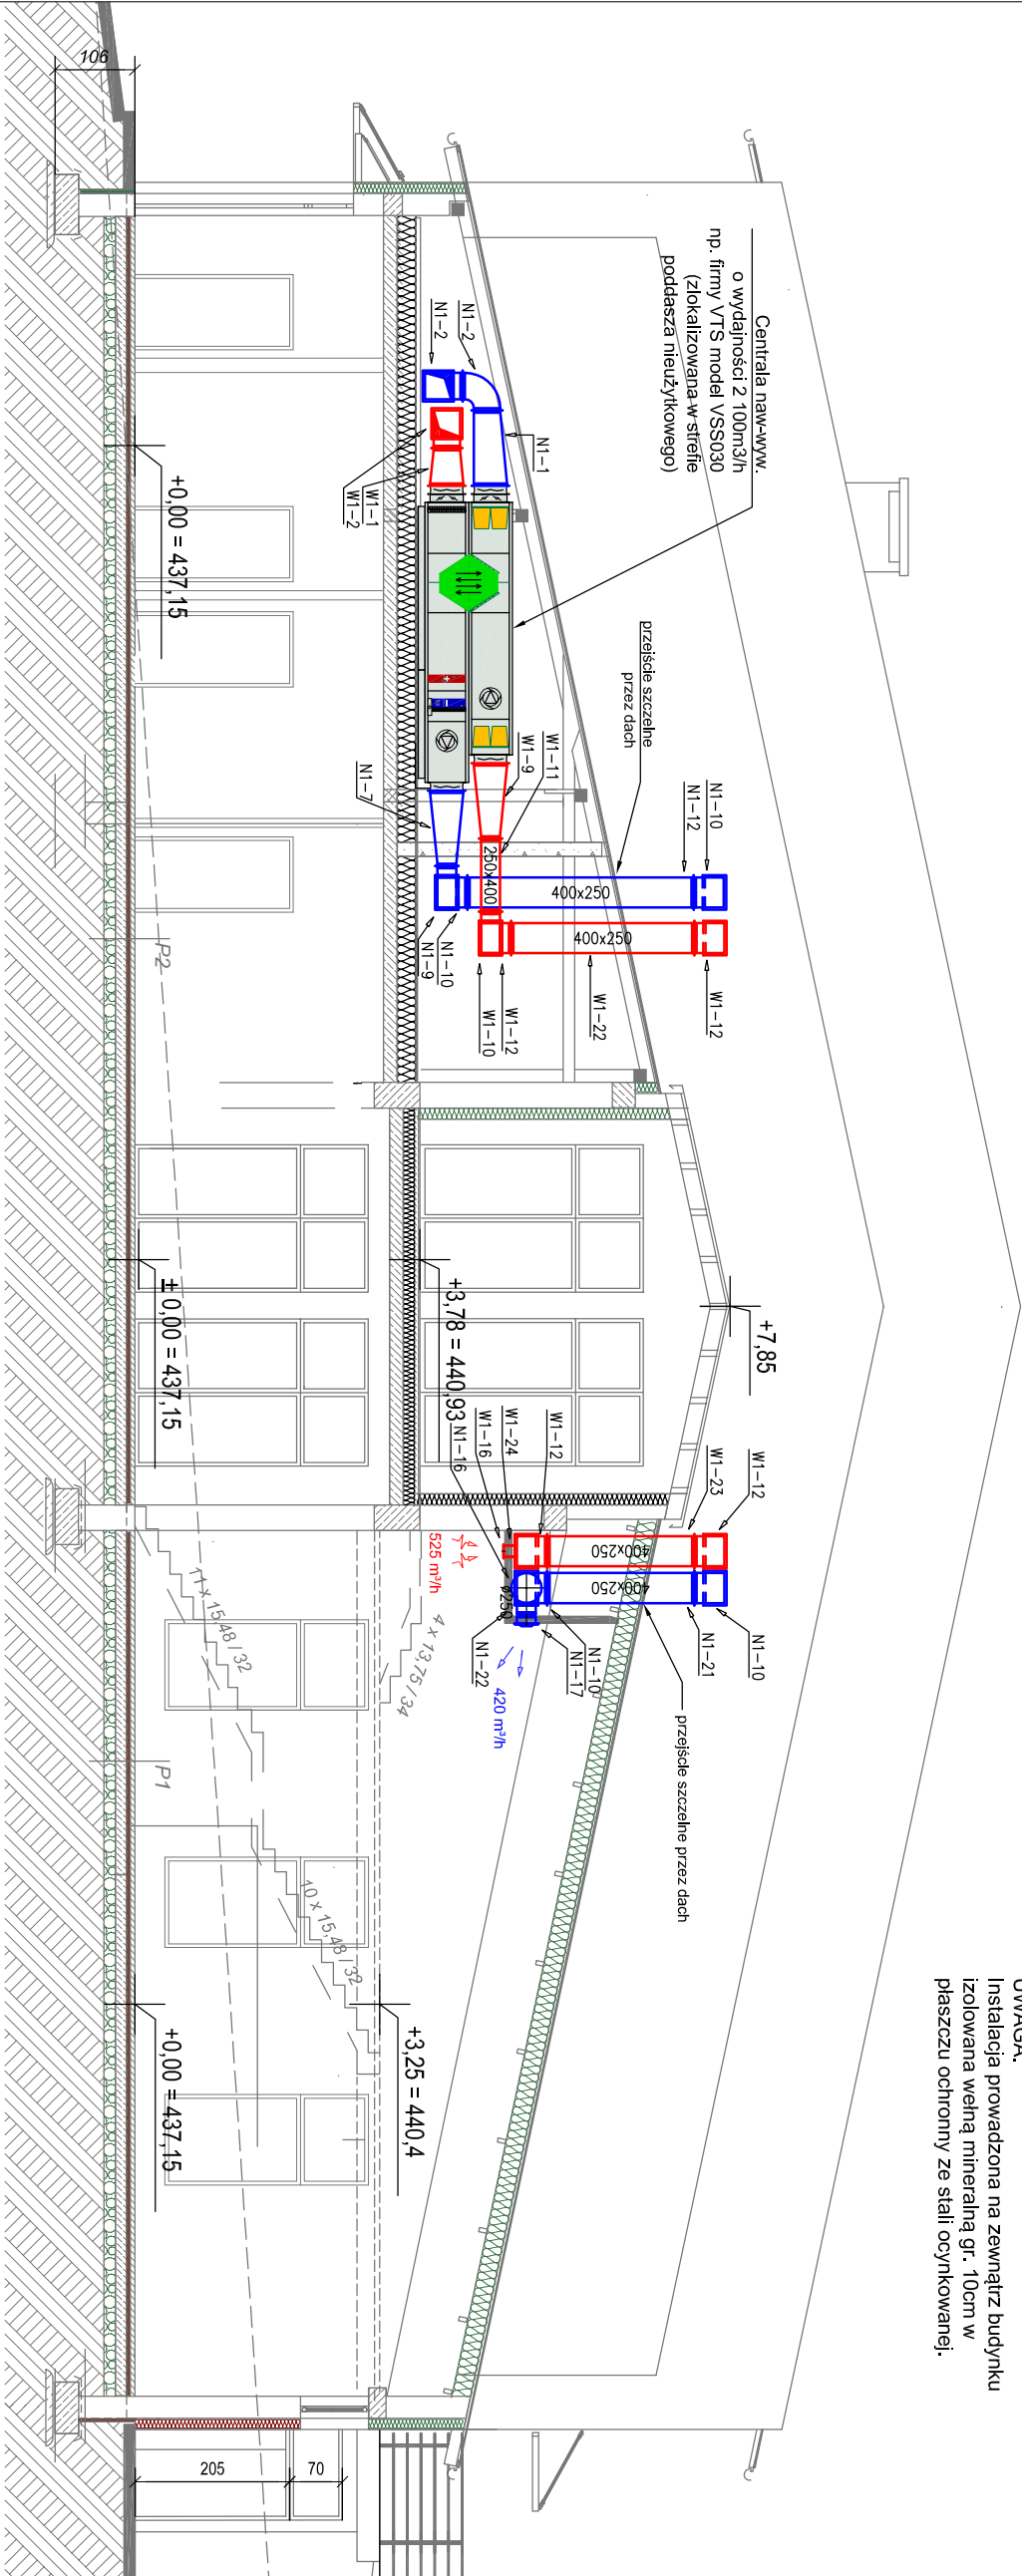 UWAGA.
Instalacja prowadzona na zewnątrz budynku
izolowana wełną mineralną gr. 10cm w
płaszczu ochronny ze stali ocynkowanej.
Centrala naw-wyw.
o wydajności 2 100m3/h
np. firmy VTS model VSS030
(zlokalizowana w strefie
poddasza nieużytkowego)
N1-2
N1-2
N1-1
W1-1
W1-2
przejście szczelne
przez dach
N1-10
N1-12
W1-11
W1-9
N1-7
250x400
400x250
400x250
W1-12
W1-22
N1-10
N1-9
W1-12
W1-10
+7,85
W1-12
W1-23
W1-12
W1-24
W1-16
N1-16
400x250
400x250
ø250
N1-10
N1-21
N1-10
N1-17
N1-22
przejście szczelne przez dach
525 m³/h
420 m³/h
+3,78 = 440,93
+3,25 = 440,4
4 x 13,75 / 34
11 x 15,48 / 32
10 x 15,48 / 32
+0,00 = 437,15
± 0,00 = 437,15
+0,00 = 437,15
P2
P1
106
205
70